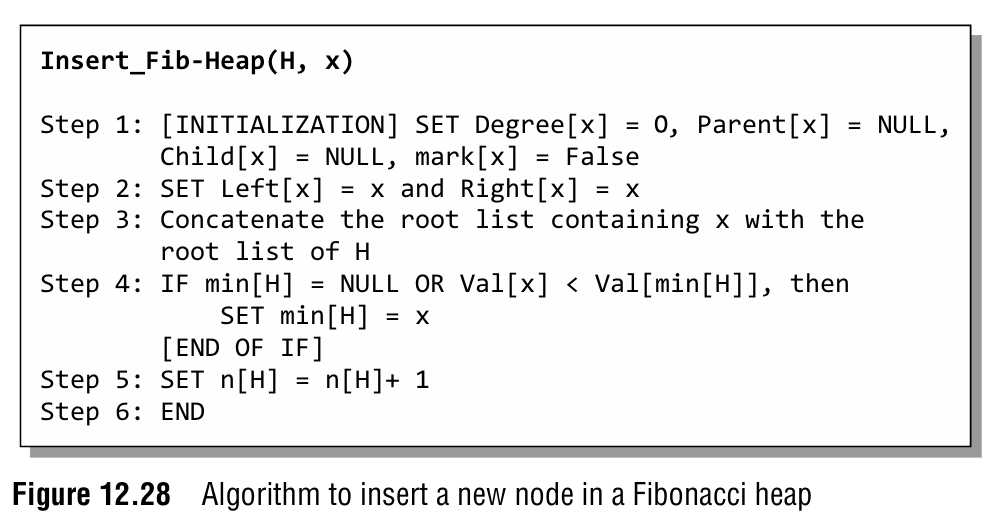 Insert_Fib-Heap(H, x)
Step 1: [INITIALIZATION] SET Degree[x] = 0, Parent[x] = NULL,
Child[x] = NULL, mark[x] = False
Step 2: SET Left[x] = x and Right[x] = x
Step 3: Concatenate the root list containing x with the
root list of H
Step 4: IF min[H] = NULL OR Val[x] < Val[min[H]], then
SET min[H] = x
[END OF IF]
Step 5: SET n[H] = n[H]+ 1
Step 6: END
Figure 12.28 Algorithm to insert a new node in a Fibonacci heap